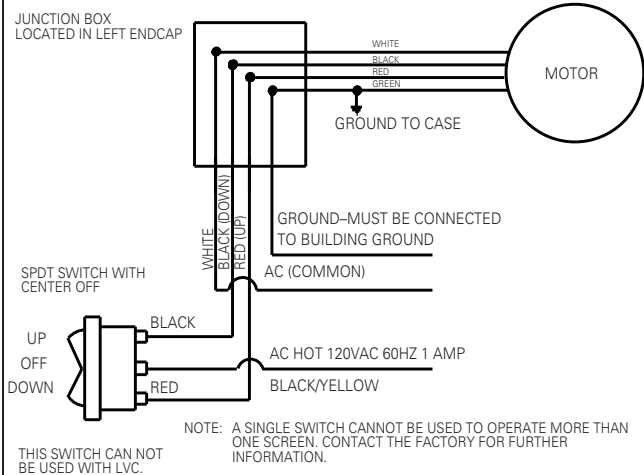 JUNCTION BOX
LOCATED IN LEFT ENDCAP
WHITE
BLACK
RED
GREEN
MOTOR
GROUND TO CASE
WHITE
BLACK (DOWN)
RED (UP)
GROUND–MUST BE CONNECTED
TO BUILDING GROUND
AC (COMMON)
SPDT SWITCH WITH
CENTER OFF
BLACK
UP
OFF
DOWN
AC HOT 120VAC 60HZ 1 AMP
RED
BLACK/YELLOW
NOTE: A SINGLE SWITCH CANNOT BE USED TO OPERATE MORE THAN
ONE SCREEN. CONTACT THE FACTORY FOR FURTHER
INFORMATION.
THIS SWITCH CAN NOT
BE USED WITH LVC.